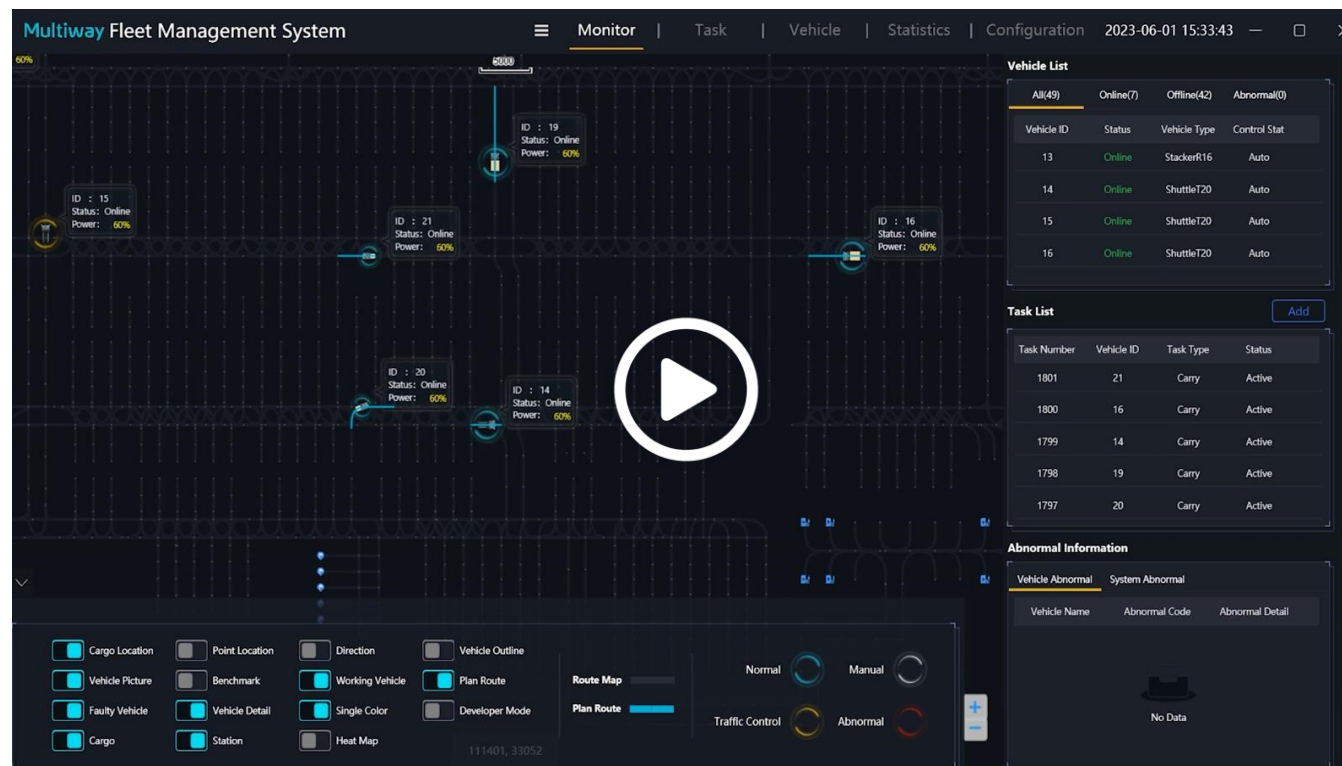 Multiway Fleet Management System
☰ Monitor | Task | Vehicle | Statistics | Configuration 2023-06-01 15:33:43
60%
5000
ID : 19
Status: Online
Power: 60%
ID : 15
Status: Online
Power: 60%
ID : 21
Status: Online
Power: 60%
ID : 16
Status: Online
Power: 60%
ID : 20
Status: Online
Power: 60%
ID : 14
Status: Online
Power: 60%
Vehicle List
All(49) Online(7) Offline(42) Abnormal(0)
Vehicle ID Status Vehicle Type Control Stat
13 Online StackerR16 Auto
14 Online ShuttleT20 Auto
15 Online ShuttleT20 Auto
16 Online ShuttleT20 Auto
Task List Add
Task Number Vehicle ID Task Type Status
1801 21 Carry Active
1800 16 Carry Active
1799 14 Carry Active
1798 19 Carry Active
1797 20 Carry Active
Abnormal Information
Vehicle Abnormal System Abnormal
Vehicle Name Abnormal Code Abnormal Detail
No Data
Cargo Location Point Location Direction Vehicle Outline
Vehicle Picture Benchmark Working Vehicle Plan Route
Faulty Vehicle Vehicle Detail Single Color Developer Mode
Cargo Station Heat Map
111401, 33052
Route Map
Plan Route
Normal Manual
Traffic Control Abnormal
+
−